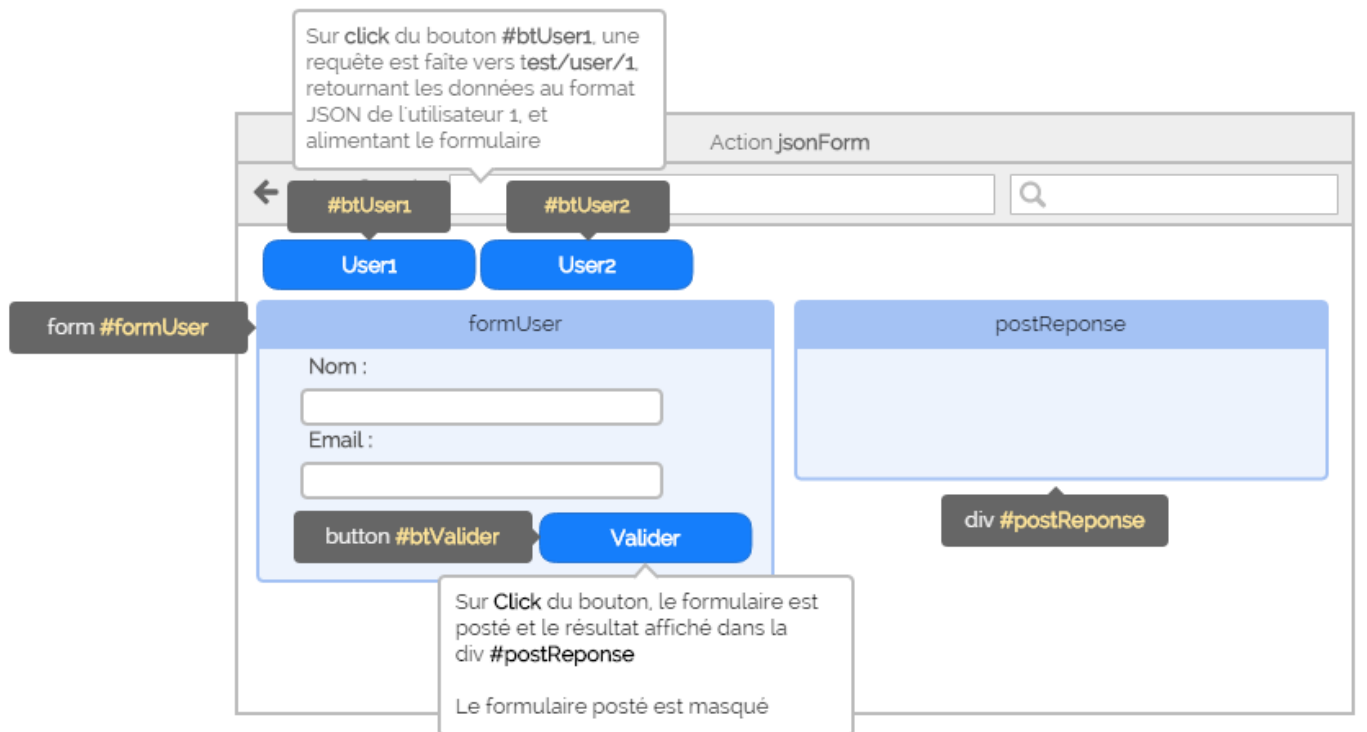 Sur click du bouton #btUser1, une
requête est faîte vers test/user/1,
retournant les données au format
JSON de l'utilisateur 1, et
alimentant le formulaire
Action jsonForm
#btUser1
#btUser2
User1
User2
form #formUser
formUser
postReponse
Nom :
Email :
button #btValider
Valider
div #postReponse
Sur Click du bouton, le formulaire est
posté et le résultat affiché dans la
div #postReponse
Le formulaire posté est masqué